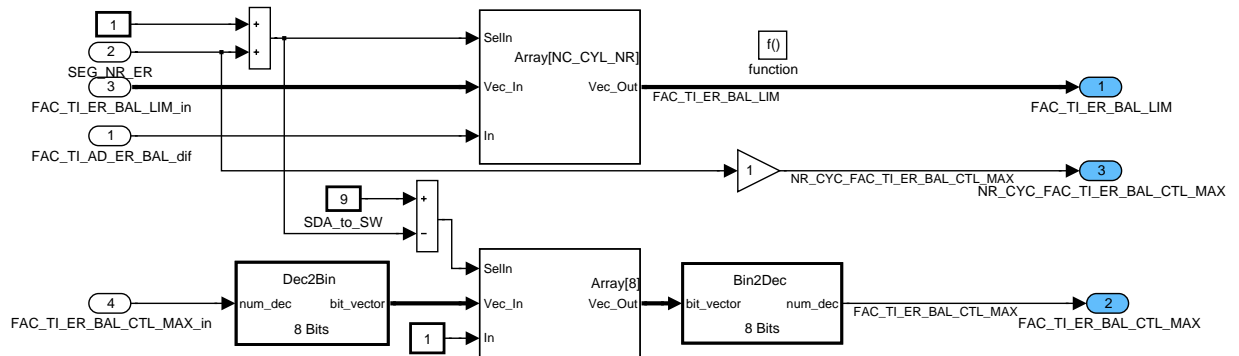 1
+
+
2
SEG_NR_ER
3
FAC_TI_ER_BAL_LIM_in
1
FAC_TI_AD_ER_BAL_dif
SelIn
Array[NC_CYL_NR]
Vec_In
Vec_Out
In
FAC_TI_ER_BAL_LIM
f()
function
1
FAC_TI_ER_BAL_LIM
1
NR_CYC_FAC_TI_ER_BAL_CTL_MAX
3
NR_CYC_FAC_TI_ER_BAL_CTL_MAX
9
SDA_to_SW
+
−
4
FAC_TI_ER_BAL_CTL_MAX_in
Dec2Bin
num_dec
bit_vector
8 Bits
1
SelIn
Array[8]
Vec_In
Vec_Out
In
Bin2Dec
bit_vector
num_dec
8 Bits
FAC_TI_ER_BAL_CTL_MAX
2
FAC_TI_ER_BAL_CTL_MAX